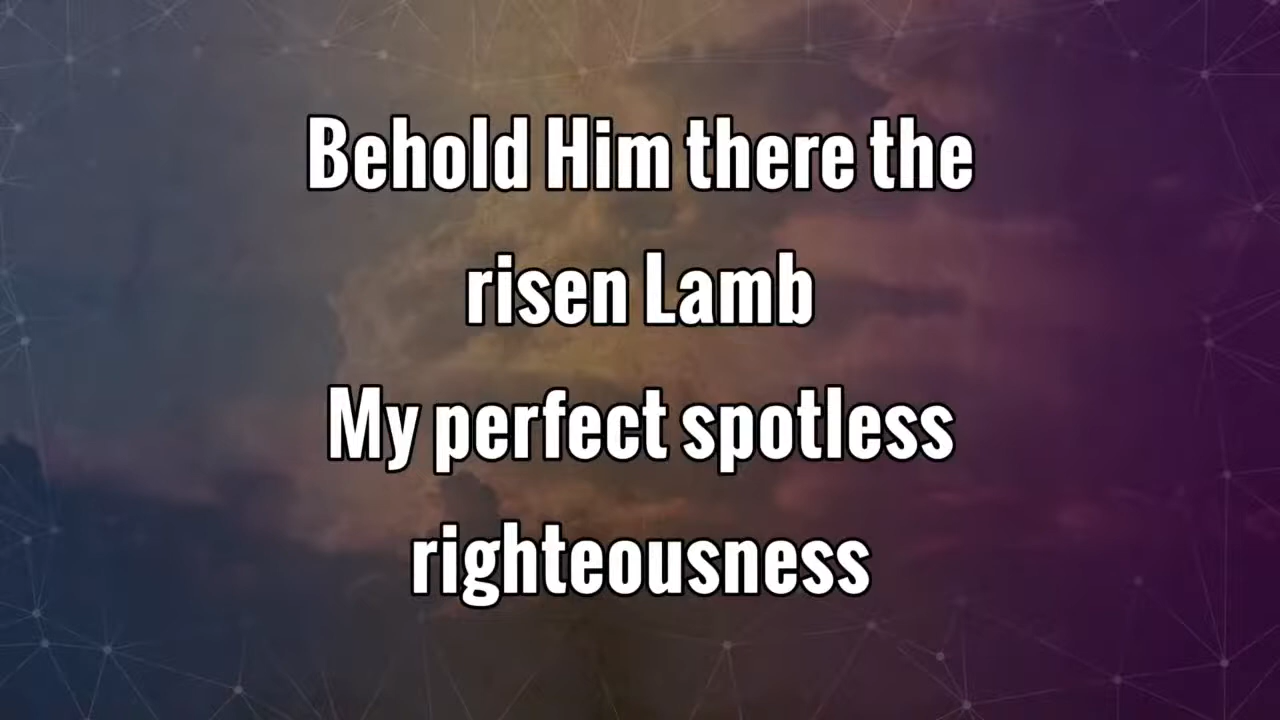 Behold Him there the
risen Lamb
My perfect spotless
righteousness